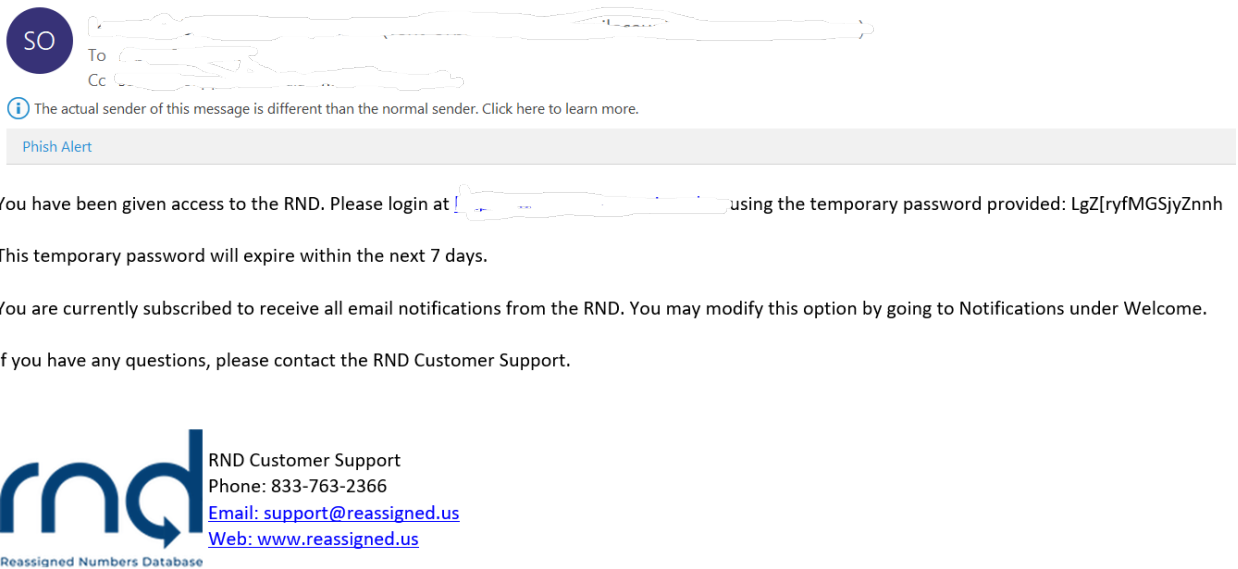 SO
To
Cc
The actual sender of this message is different than the normal sender. Click here to learn more.
Phish Alert
You have been given access to the RND. Please login at using the temporary password provided: LgZ[ryfMGSjyZnnh
This temporary password will expire within the next 7 days.
You are currently subscribed to receive all email notifications from the RND. You may modify this option by going to Notifications under Welcome.
If you have any questions, please contact the RND Customer Support.
rnd
Reassigned Numbers Database
RND Customer Support
Phone: 833-763-2366
Email: support@reassigned.us
Web: www.reassigned.us